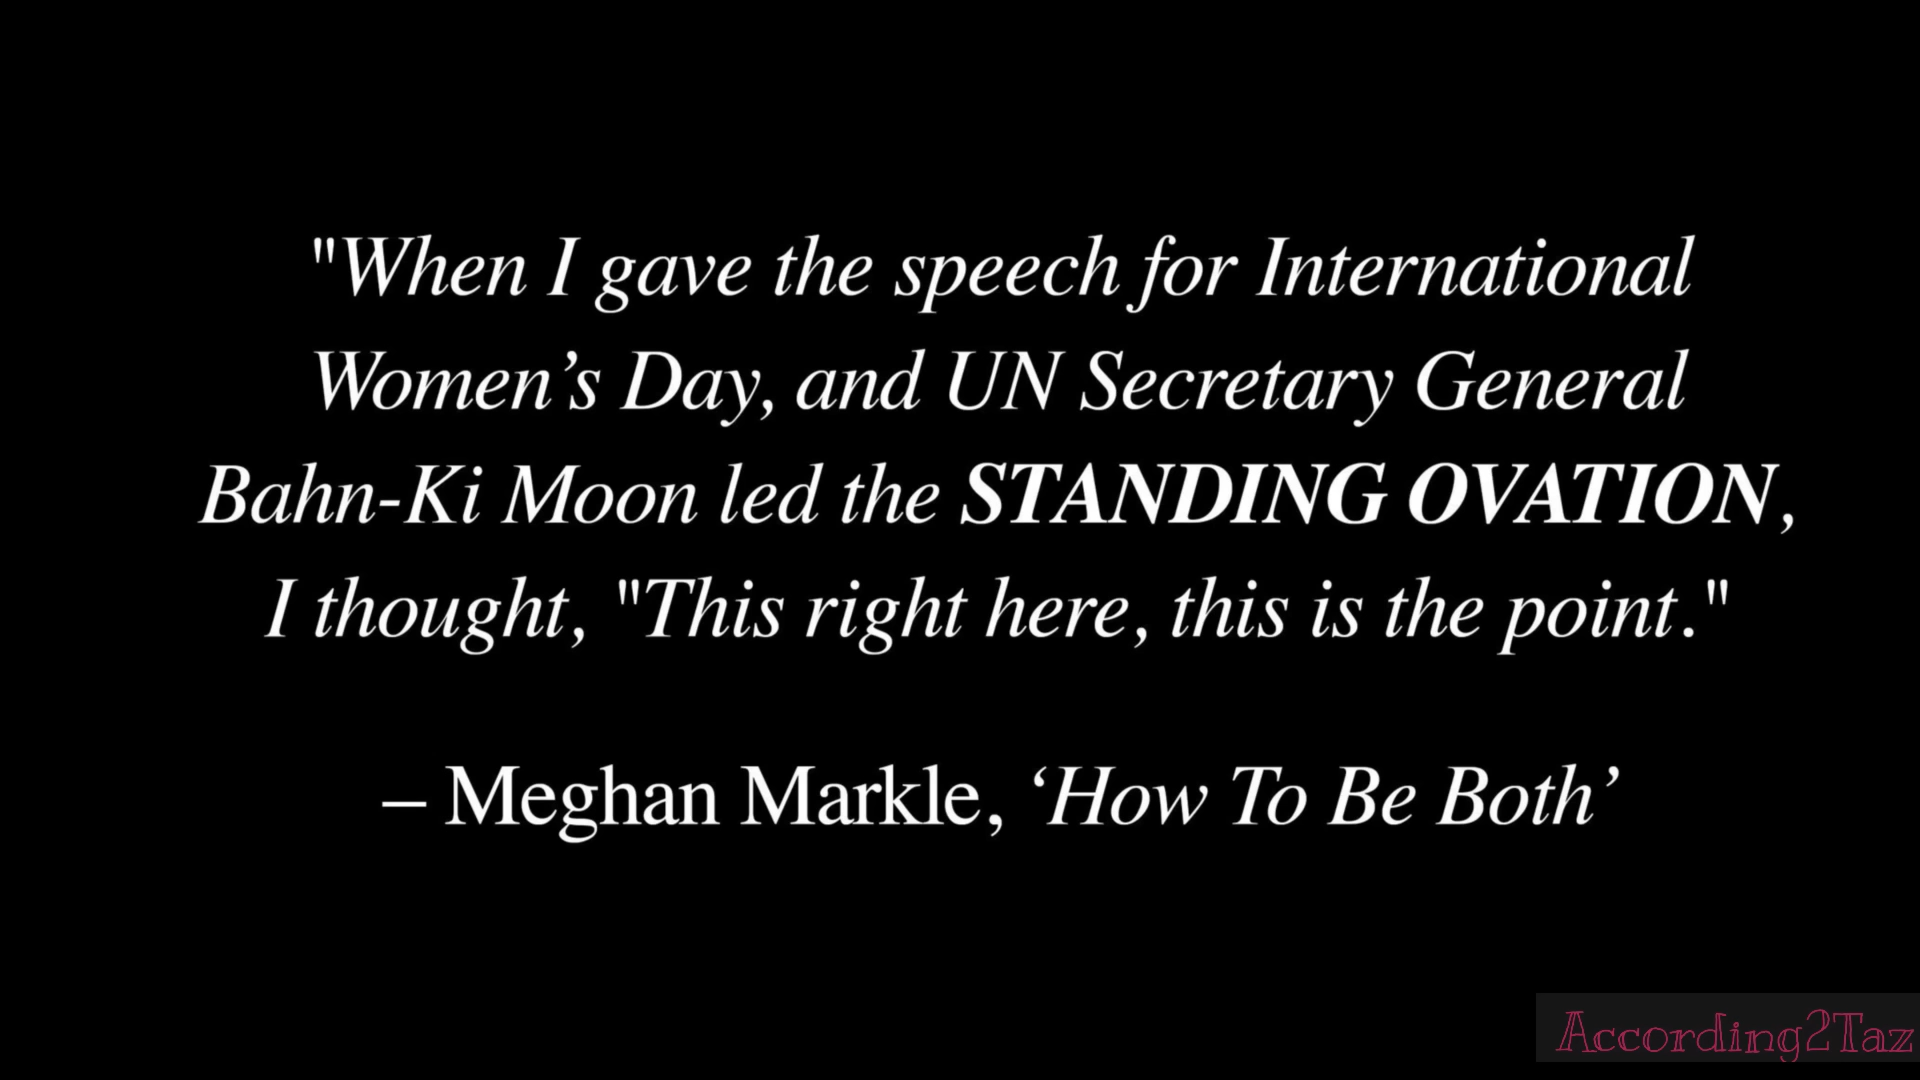 "When I gave the speech for International
Women’s Day, and UN Secretary General
Bahn-Ki Moon led the STANDING OVATION,
I thought, "This right here, this is the point."
– Meghan Markle, ‘How To Be Both’
According2Taz